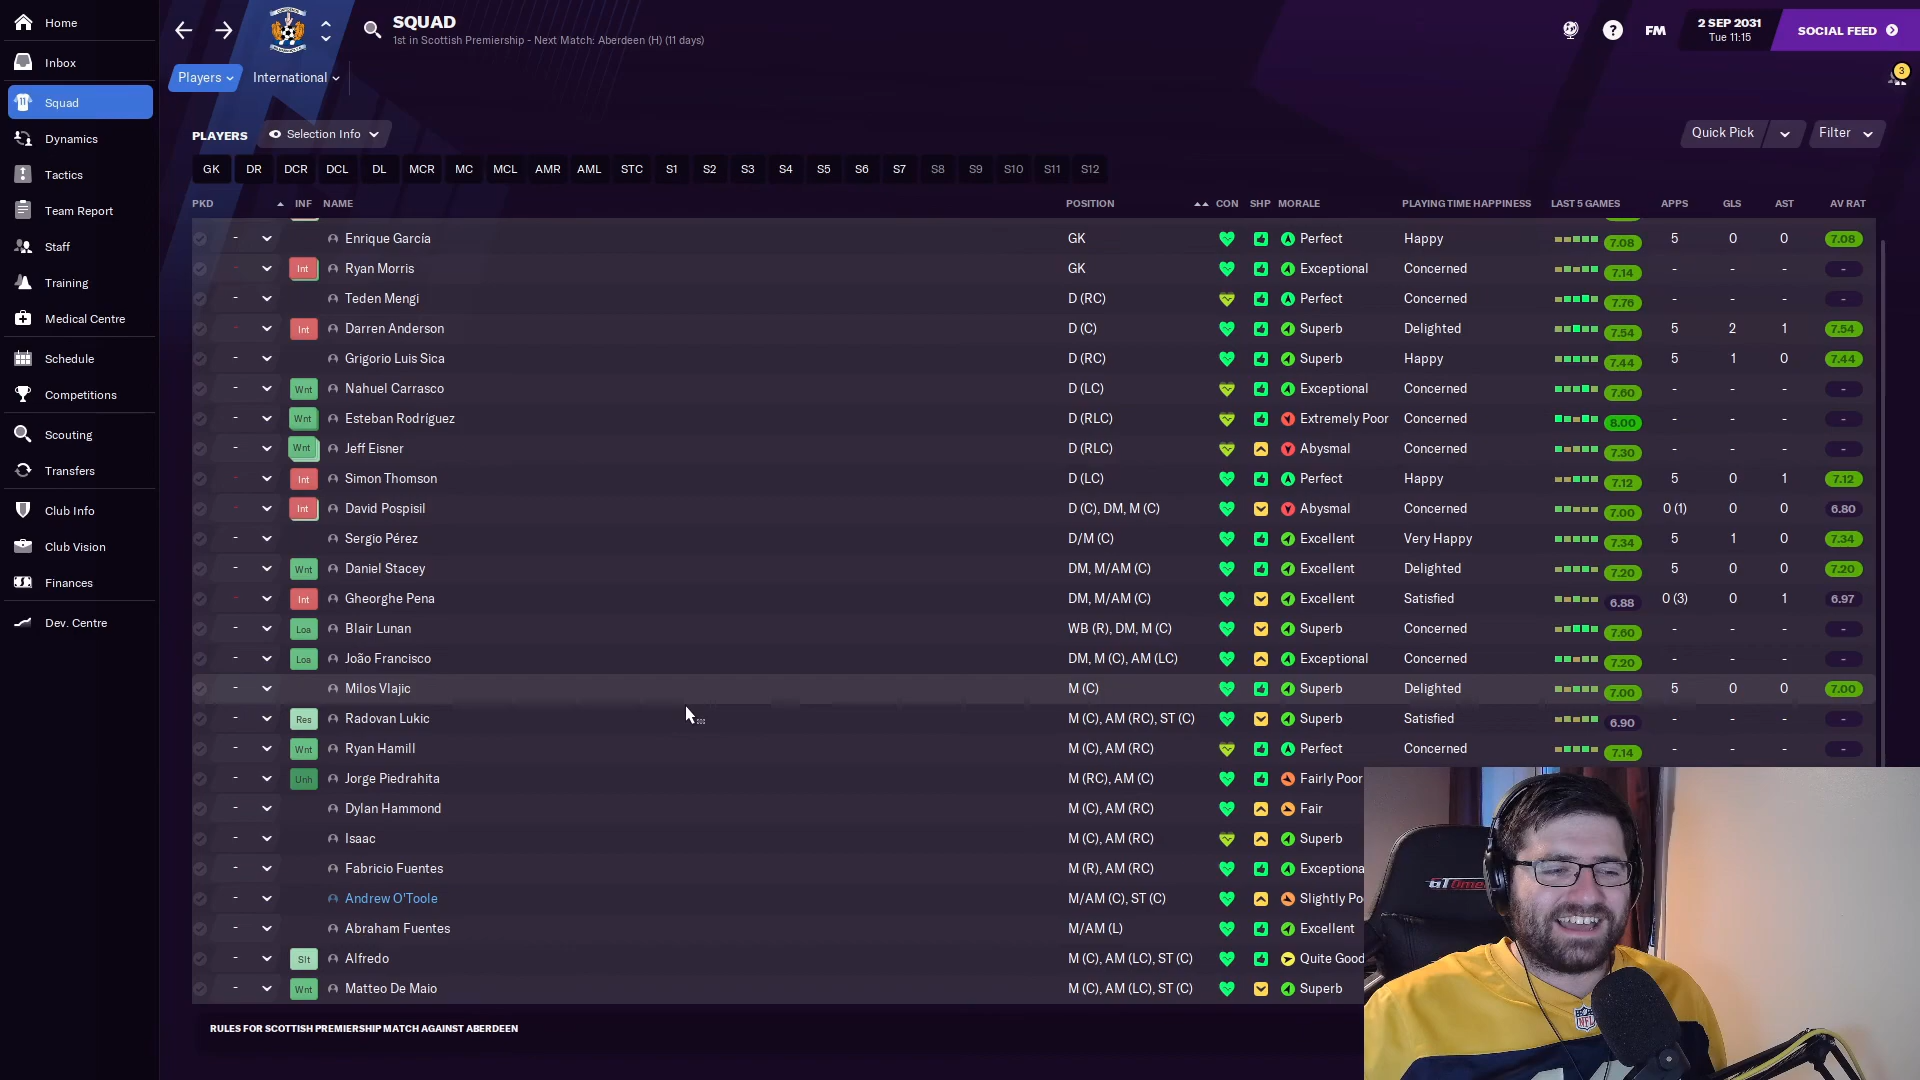 Home
Inbox
Squad
Dynamics
Tactics
Team Report
Staff
Training
Medical Centre
Schedule
Competitions
Scouting
Transfers
Club Info
Club Vision
Finances
Dev. Centre
SQUAD
1st in Scottish Premiership - Next Match: Aberdeen (H) (11 days)
? FM 2 SEP 2031
Tue 11:15
SOCIAL FEED
3
Players International
PLAYERS Selection Info Quick Pick Filter
GK DR DCR DCL DL MCR MC MCL AMR AML STC S1 S2 S3 S4 S5 S6 S7 S8 S9 S10 S11 S12
PKD INF NAME POSITION CON SHP MORALE PLAYING TIME HAPPINESS LAST 5 GAMES APPS GLS AST AV RAT
- Enrique García GK Perfect Happy 7.08 5 0 0 7.08
- Int Ryan Morris GK Exceptional Concerned 7.14 - - - -
- Teden Mengi D (RC) Perfect Concerned 7.76 - - - -
- Int Darren Anderson D (C) Superb Delighted 7.54 5 2 1 7.54
- Grigorio Luis Sica D (RC) Superb Happy 7.44 5 1 0 7.44
- Wnt Nahuel Carrasco D (LC) Exceptional Concerned 7.60 - - - -
- Wnt Esteban Rodríguez D (RLC) Extremely Poor Concerned 8.00 - - - -
- Wnt Jeff Eisner D (RLC) Abysmal Concerned 7.30 - - - -
- Int Simon Thomson D (LC) Perfect Happy 7.12 5 0 1 7.12
- Int David Pospisil D (C), DM, M (C) Abysmal Concerned 7.00 0 (1) 0 0 6.80
- Sergio Pérez D/M (C) Excellent Very Happy 7.34 5 1 0 7.34
- Wnt Daniel Stacey DM, M/AM (C) Excellent Delighted 7.20 5 0 0 7.20
- Int Gheorghe Pena DM, M/AM (C) Excellent Satisfied 6.88 0 (3) 0 1 6.97
- Loa Blair Lunan WB (R), DM, M (C) Superb Concerned 7.60 - - - -
- Loa João Francisco DM, M (C), AM (LC) Exceptional Concerned 7.20 - - - -
- Milos Vlajic M (C) Superb Delighted 7.00 5 0 0 7.00
- Res Radovan Lukic M (C), AM (RC), ST (C) Superb Satisfied 6.90 - - - -
- Wnt Ryan Hamill M (C), AM (RC) Perfect Concerned 7.14 - - - -
- Unh Jorge Piedrahita M (RC), AM (C) Fairly Poor
- Dylan Hammond M (C), AM (RC) Fair
- Isaac M (C), AM (RC) Superb
- Fabricio Fuentes M (R), AM (RC) Exceptiona
- Andrew O'Toole M/AM (C), ST (C) Slightly Po
- Abraham Fuentes M/AM (L) Excellent
- Slt Alfredo M (C), AM (LC), ST (C) Quite Good
- Wnt Matteo De Maio M (C), AM (LC), ST (C) Superb
RULES FOR SCOTTISH PREMIERSHIP MATCH AGAINST ABERDEEN
NFL